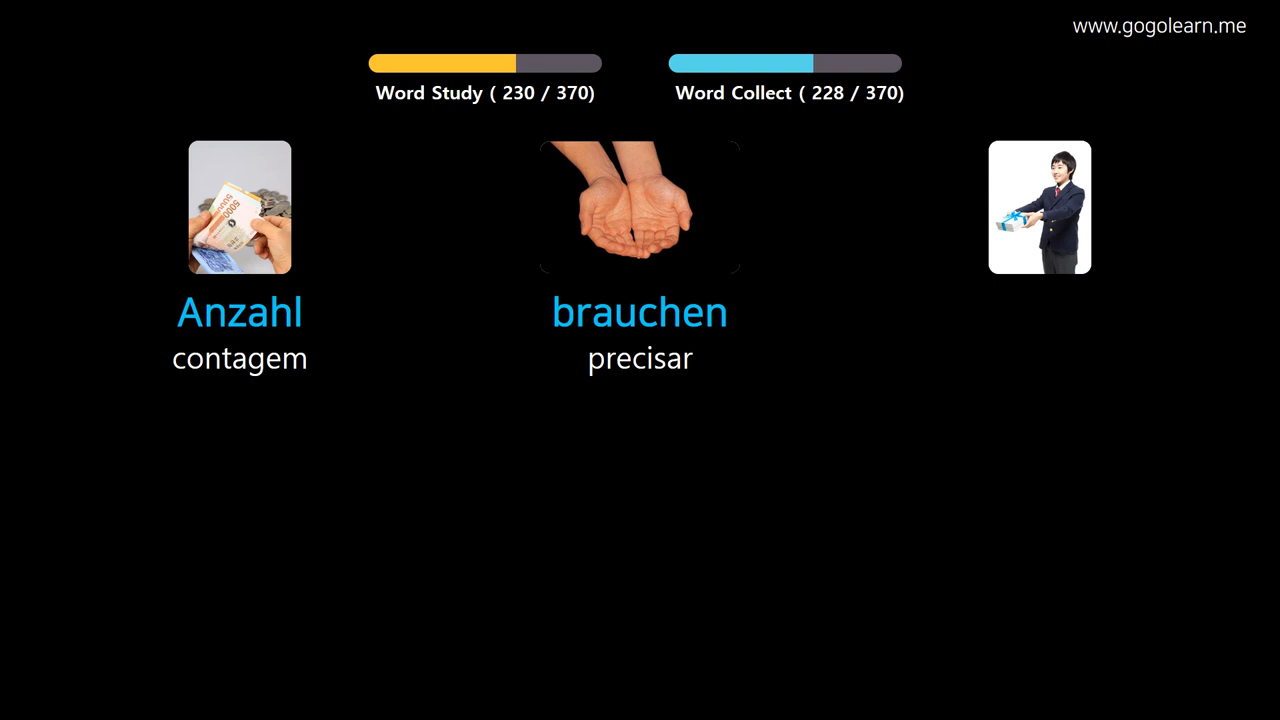 www.gogolearn.me
Word Study ( 230 / 370)
Word Collect ( 228 / 370)
Anzahl
contagem
brauchen
precisar